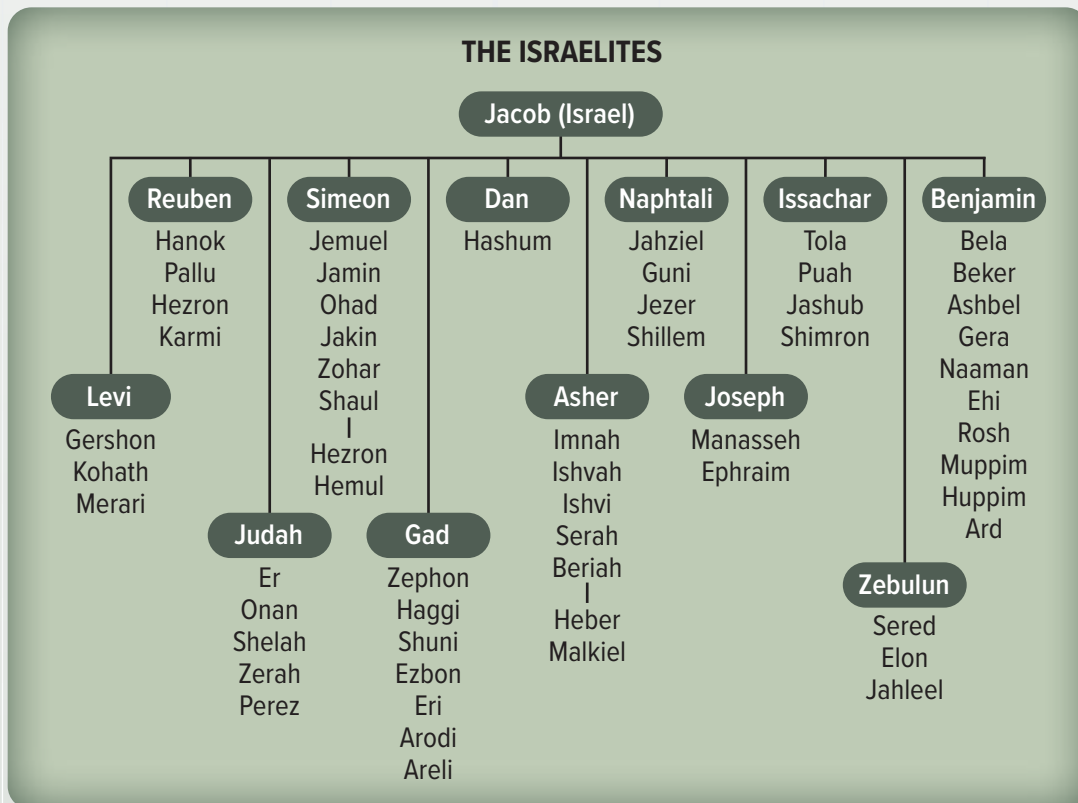 THE ISRAELITES
Jacob (Israel)
Reuben
Hanok
Pallu
Hezron
Karmi
Simeon
Jemuel
Jamin
Ohad
Jakin
Zohar
Shaul
Hezron
Hemul
Dan
Hashum
Naphtali
Jahziel
Guni
Jezer
Shillem
Issachar
Tola
Puah
Jashub
Shimron
Benjamin
Bela
Beker
Ashbel
Gera
Naaman
Ehi
Rosh
Muppim
Huppim
Ard
Levi
Gershon
Kohath
Merari
Asher
Imnah
Ishvah
Ishvi
Serah
Beriah
Heber
Malkiel
Joseph
Manasseh
Ephraim
Judah
Er
Onan
Shelah
Zerah
Perez
Gad
Zephon
Haggi
Shuni
Ezbon
Eri
Arodi
Areli
Zebulun
Sered
Elon
Jahleel